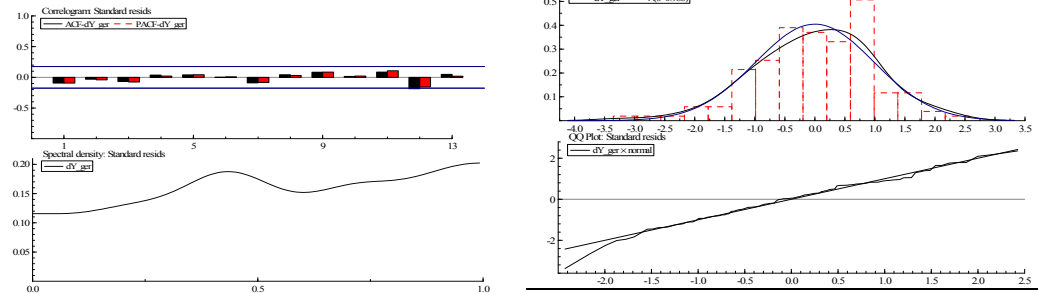 Correlogram: Standard resids
ACF-dY_ger PACF-dY_ger
1.0
0.5
0.0
-0.5
1 5 9 13
Spectral density: Standard resids
dY_ger
0.20
0.15
0.10
0.05
0.0 0.5 1.0
0.5
0.4
0.3
0.2
0.1
-4.0 -3.5 -3.0 -2.5 -2.0 -1.5 -1.0 -0.5 0.0 0.5 1.0 1.5 2.0 2.5 3.0 3.5
QQ Plot: Standard resids
dY_ger × normal
2
0
-2
-2.0 -1.5 -1.0 -0.5 0.0 0.5 1.0 1.5 2.0 2.5